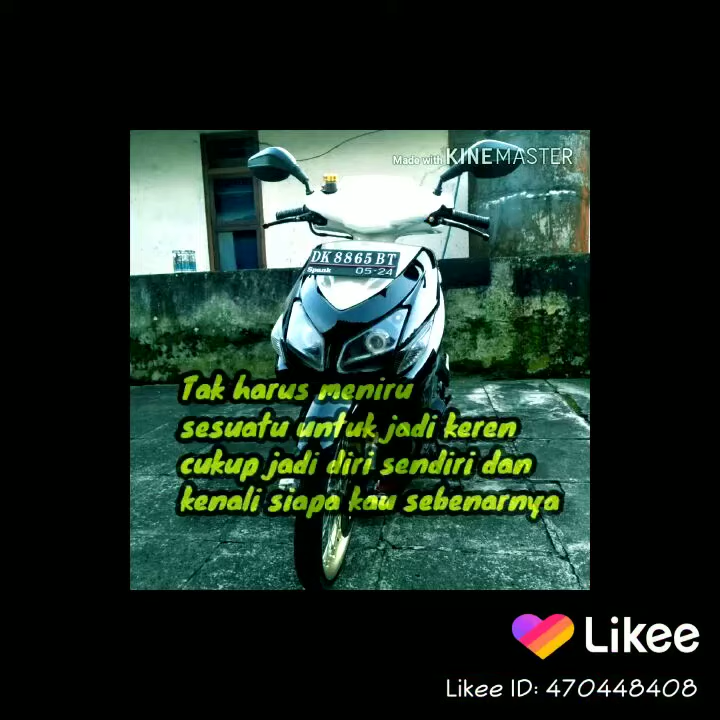 Made with KINEMASTER
DK 8865 BT
Spank 05-24
Tak harus meniru
sesuatu untuk jadi keren
cukup jadi diri sendiri dan
kenali siapa kau sebenarnya
Likee
Likee ID: 470448408